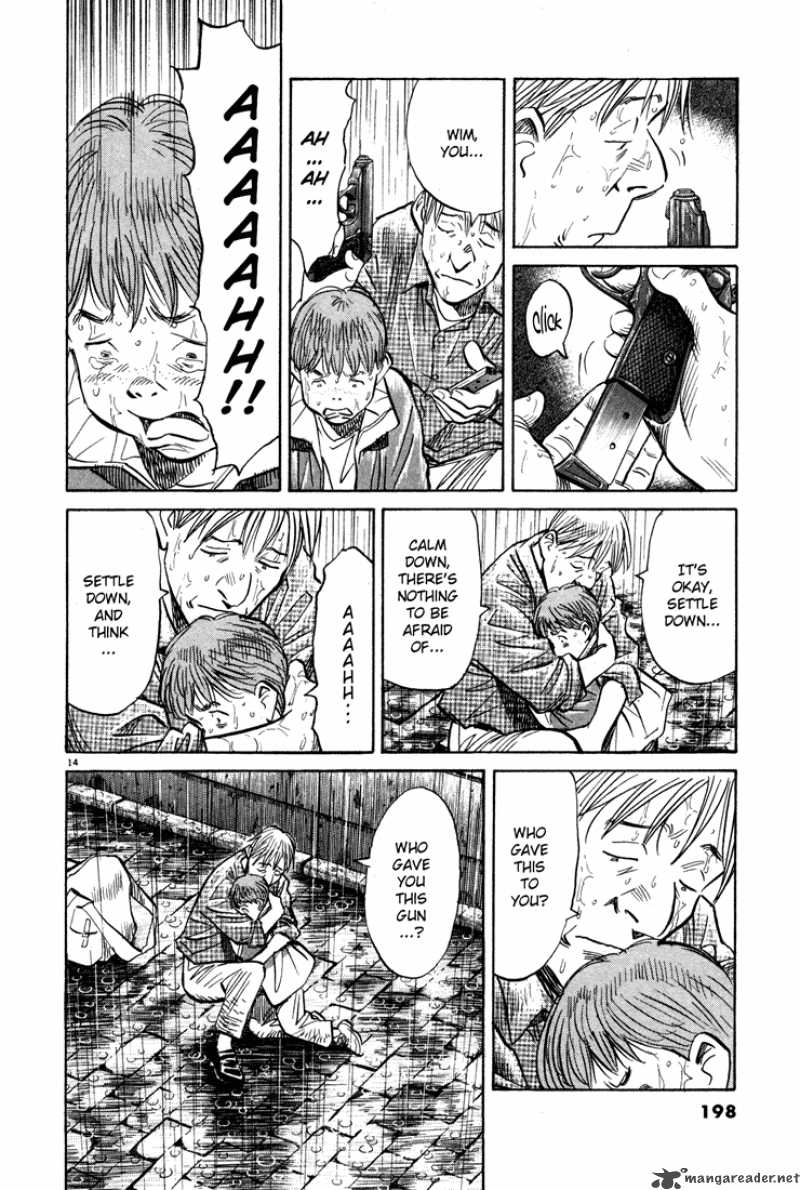 WIM,
YOU...
AH
...
AH
...
AAAAAHH!!
Click
IT'S
OKAY,
SETTLE
DOWN...
CALM
DOWN,
THERE'S
NOTHING
TO BE
AFRAID
OF...
AAAAHH...
SETTLE
DOWN,
AND
THINK
...
14
WHO
GAVE
THIS
TO
YOU?
WHO
GAVE
YOU
THIS
GUN
...?
198
mangareader.net